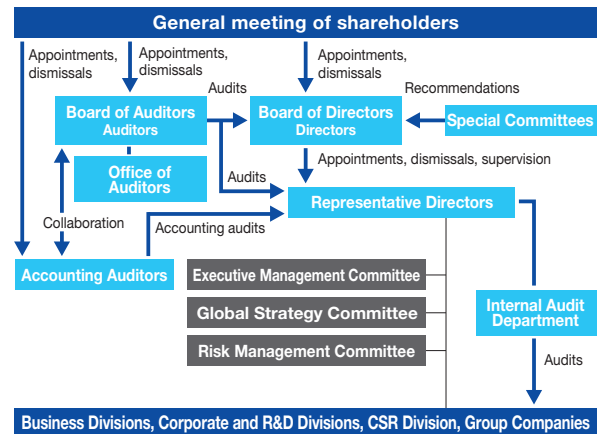 General meeting of shareholders
Appointments,
dismissals
Appointments,
dismissals
Appointments,
dismissals
Audits
Recommendations
Board of Auditors
Auditors
Board of Directors
Directors
Special Committees
Office of
Auditors
Audits
Appointments, dismissals, supervision
Representative Directors
Collaboration
Accounting audits
Accounting Auditors
Executive Management Committee
Global Strategy Committee
Risk Management Committee
Internal Audit
Department
Audits
Business Divisions, Corporate and R&D Divisions, CSR Division, Group Companies